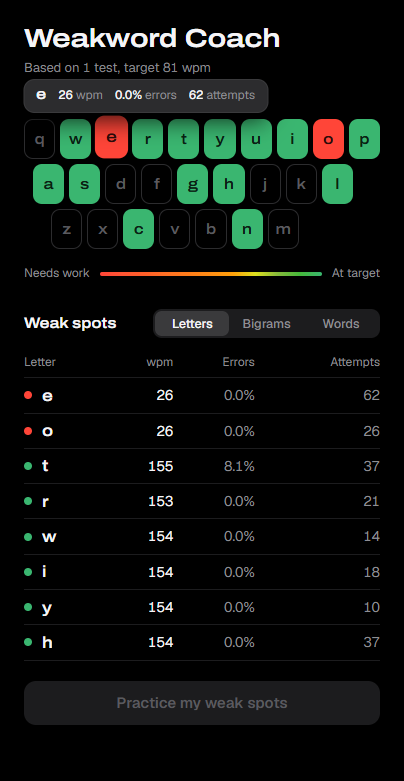 Weakword Coach
Based on 1 test, target 81 wpm
e 26 wpm 0.0% errors 62 attempts
q w e r t y u i o p
a s d f g h j k l
z x c v b n m
Needs work At target
Weak spots Letters Bigrams Words
Letter wpm Errors Attempts
e 26 0.0% 62
o 26 0.0% 26
t 155 8.1% 37
r 153 0.0% 21
w 154 0.0% 14
i 154 0.0% 18
y 154 0.0% 10
h 154 0.0% 37
Practice my weak spots